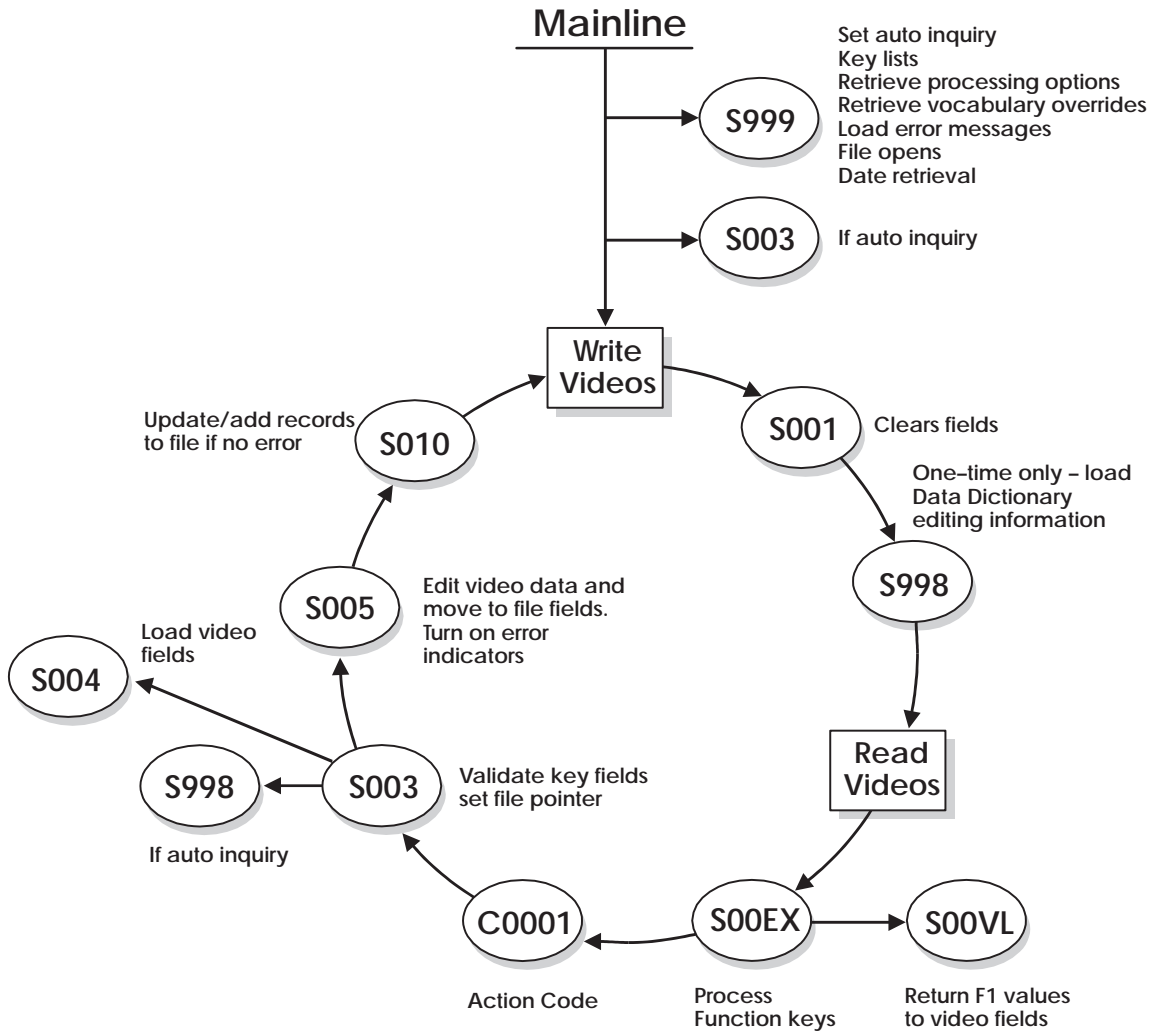 Mainline
Set auto inquiry
Key lists
Retrieve processing options
Retrieve vocabulary overrides
Load error messages
File opens
Date retrieval
S999
S003
If auto inquiry
Write
Videos
S001
Clears fields
One-time only – load
Data Dictionary
editing information
S998
Read
Videos
S00EX
Process
Function keys
S00VL
Return F1 values
to video fields
C0001
Action Code
S003
Validate key fields
set file pointer
S998
If auto inquiry
S004
Load video
fields
S005
Edit video data and
move to file fields.
Turn on error
indicators
S010
Update/add records
to file if no error